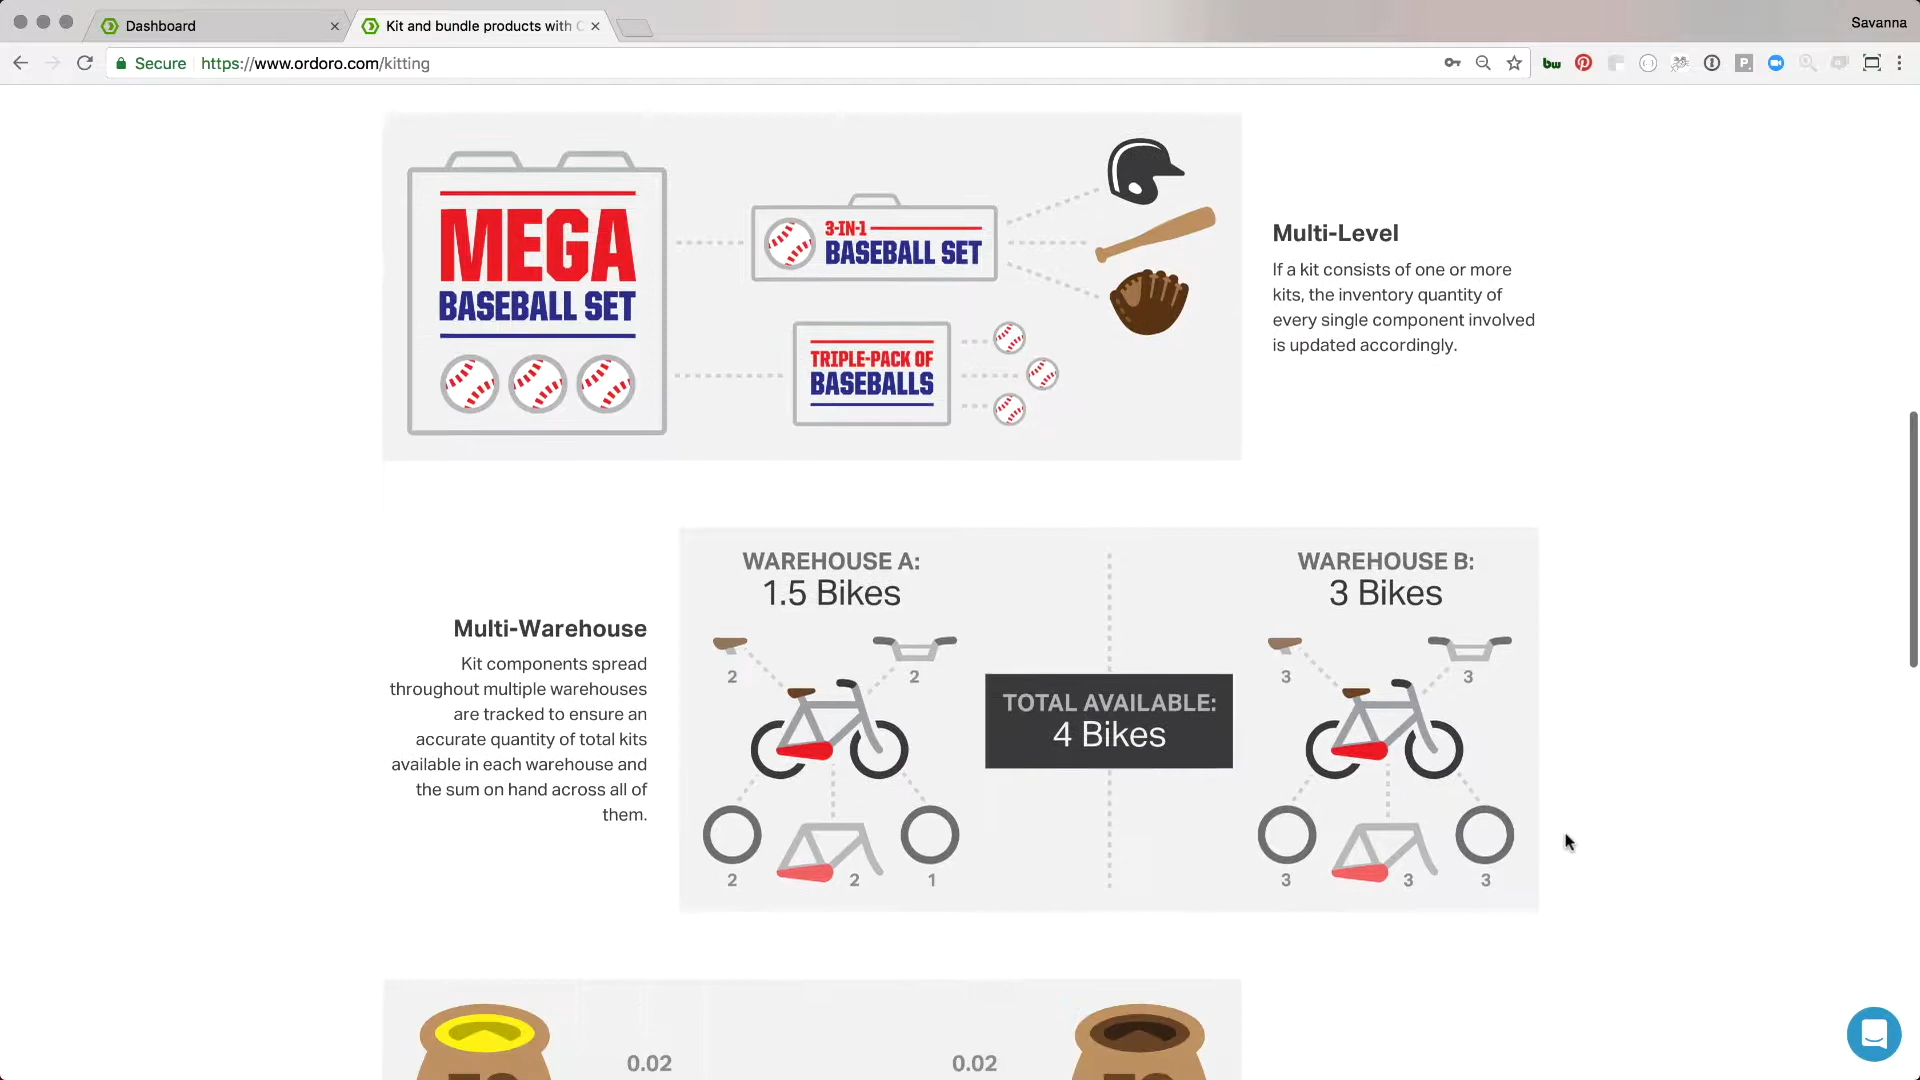 Dashboard
Kit and bundle products with
Savanna
Secure https://www.ordoro.com/kitting
MEGA
BASEBALL SET
3-IN-1
BASEBALL SET
TRIPLE-PACK OF
BASEBALLS
Multi-Level
If a kit consists of one or more
kits, the inventory quantity of
every single component involved
is updated accordingly.
Multi-Warehouse
Kit components spread
throughout multiple warehouses
are tracked to ensure an
accurate quantity of total kits
available in each warehouse and
the sum on hand across all of
them.
WAREHOUSE A:
1.5 Bikes
2 2
2 2 1
TOTAL AVAILABLE:
4 Bikes
WAREHOUSE B:
3 Bikes
3 3
3 3 3
0.02 0.02